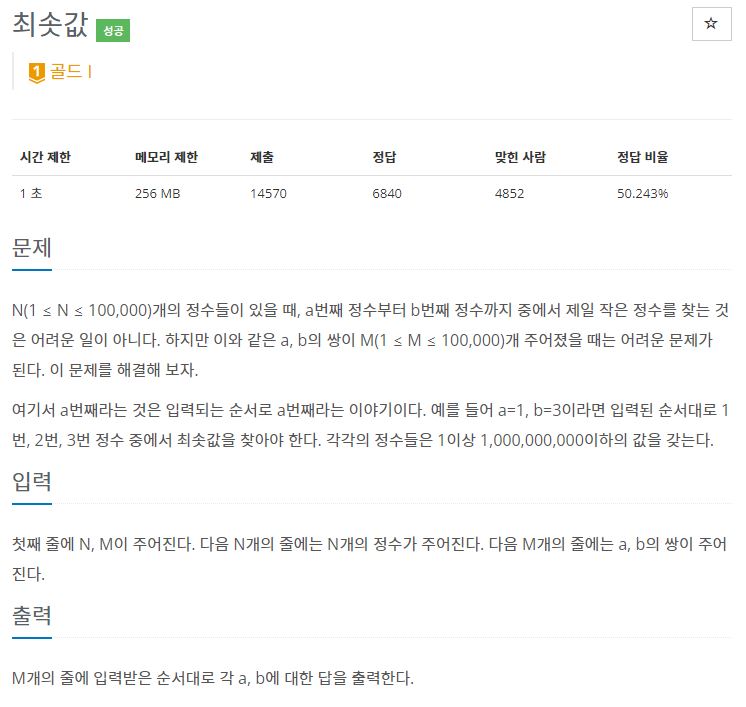 최솟값 성공
1 골드 I
시간 제한 메모리 제한 제출 정답 맞힌 사람 정답 비율
1 초 256 MB 14570 6840 4852 50.243%
문제
N(1 ≤ N ≤ 100,000)개의 정수들이 있을 때, a번째 정수부터 b번째 정수까지 중에서 제일 작은 정수를 찾는 것
은 어려운 일이 아니다. 하지만 이와 같은 a, b의 쌍이 M(1 ≤ M ≤ 100,000)개 주어졌을 때는 어려운 문제가
된다. 이 문제를 해결해 보자.
여기서 a번째라는 것은 입력되는 순서로 a번째라는 이야기이다. 예를 들어 a=1, b=3이라면 입력된 순서대로 1
번, 2번, 3번 정수 중에서 최솟값을 찾아야 한다. 각각의 정수들은 1이상 1,000,000,000이하의 값을 갖는다.
입력
첫째 줄에 N, M이 주어진다. 다음 N개의 줄에는 N개의 정수가 주어진다. 다음 M개의 줄에는 a, b의 쌍이 주어
진다.
출력
M개의 줄에 입력받은 순서대로 각 a, b에 대한 답을 출력한다.